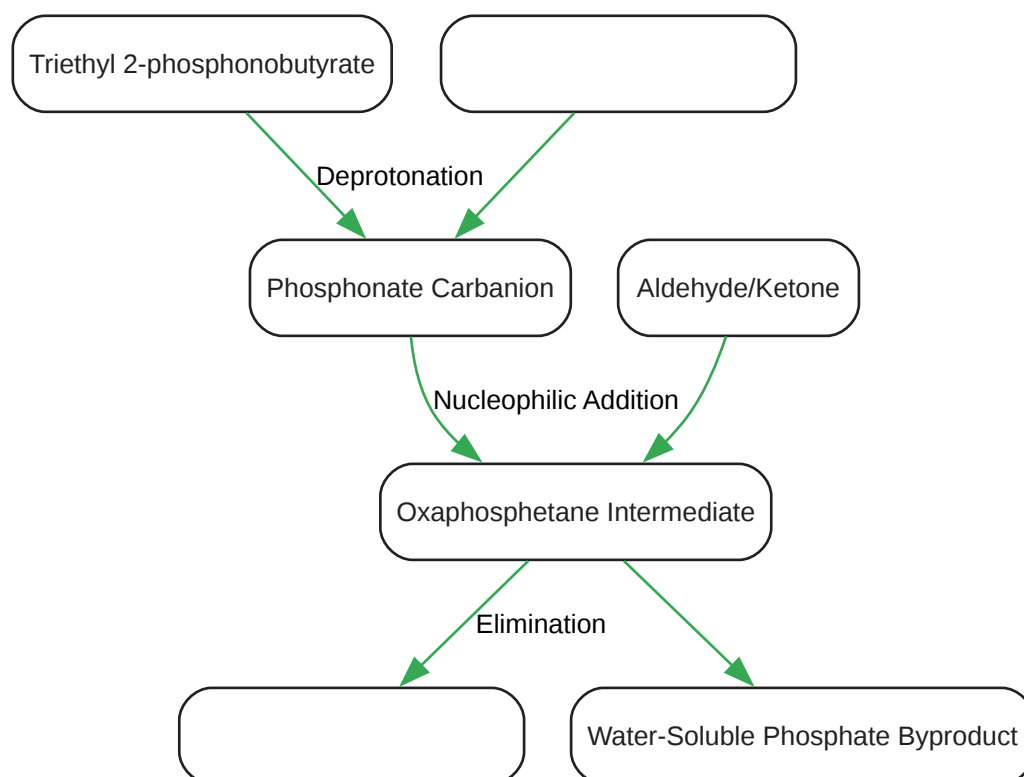 Triethyl 2-phosphonobutyrate
Deprotonation
Phosphonate Carbanion
Aldehyde/Ketone
Nucleophilic Addition
Oxaphosphetane Intermediate
Elimination
Water-Soluble Phosphate Byproduct